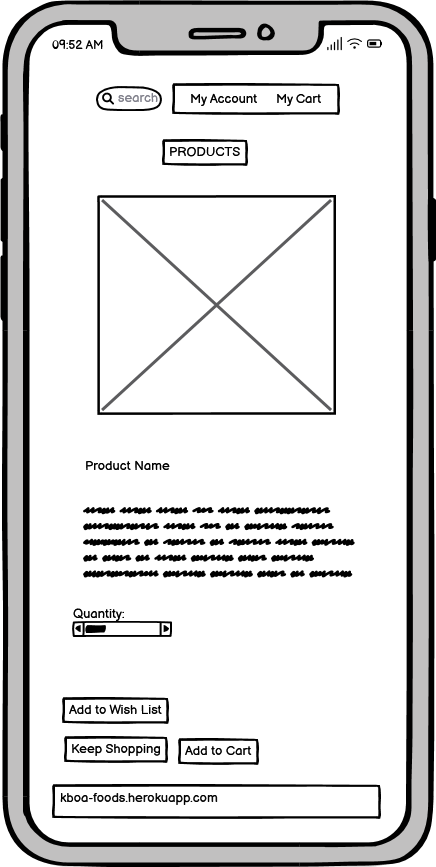 09:52 AM
search My Account My Cart
PRODUCTS
Product Name
Quantity:
Add to Wish List
Keep Shopping Add to Cart
kboa-foods.herokuapp.com